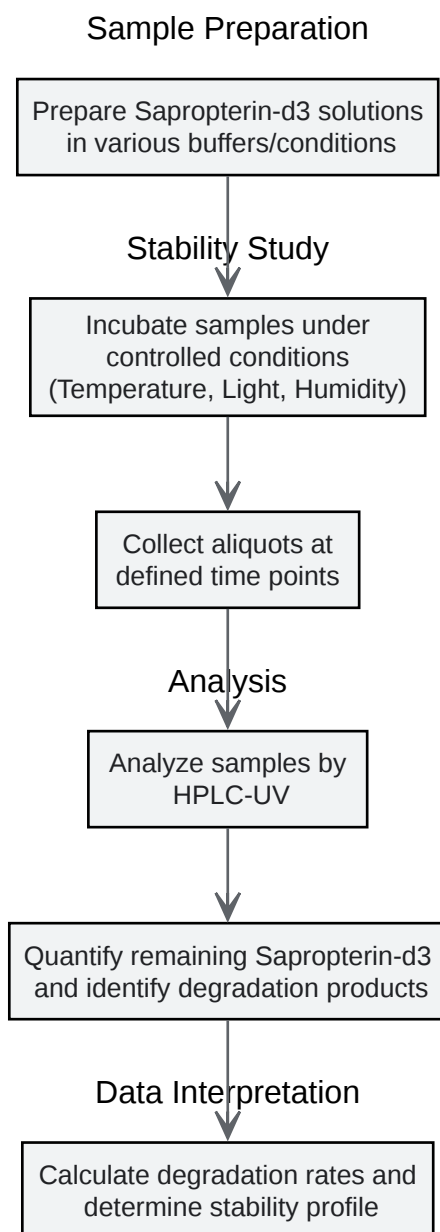 Sample Preparation
Prepare Sapropterin-d3 solutions
in various buffers/conditions
Stability Study
Incubate samples under
controlled conditions
(Temperature, Light, Humidity)
Collect aliquots at
defined time points
Analysis
Analyze samples by
HPLC-UV
Quantify remaining Sapropterin-d3
and identify degradation products
Data Interpretation
Calculate degradation rates and
determine stability profile